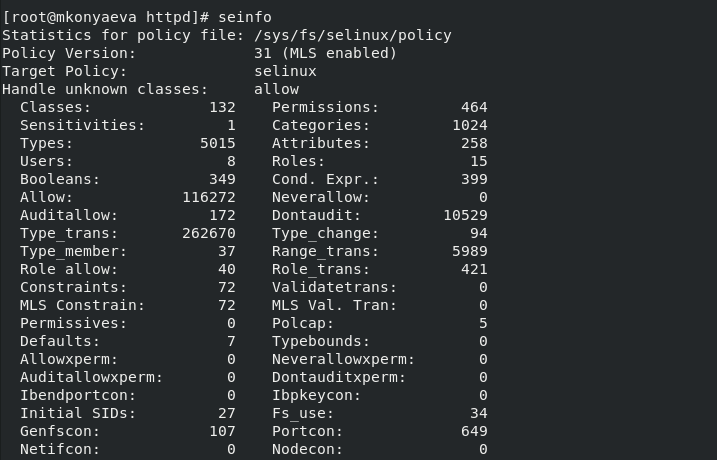 [root@mkonyaeva httpd]# seinfo
Statistics for policy file: /sys/fs/selinux/policy
Policy Version:             31 (MLS enabled)
Target Policy:              selinux
Handle unknown classes:     allow
  Classes:             132    Permissions:         464
  Sensitivities:         1    Categories:         1024
  Types:              5015    Attributes:          258
  Users:                 8    Roles:                15
  Booleans:            349    Cond. Expr.:         399
  Allow:            116272    Neverallow:            0
  Auditallow:          172    Dontaudit:         10529
  Type_trans:       262670    Type_change:          94
  Type_member:          37    Range_trans:        5989
  Role allow:           40    Role_trans:          421
  Constraints:          72    Validatetrans:         0
  MLS Constrain:        72    MLS Val. Tran:         0
  Permissives:           0    Polcap:                5
  Defaults:              7    Typebounds:            0
  Allowxperm:            0    Neverallowxperm:       0
  Auditallowxperm:       0    Dontauditxperm:        0
  Ibendportcon:          0    Ibpkeycon:             0
  Initial SIDs:         27    Fs_use:               34
  Genfscon:            107    Portcon:             649
  Netifcon:              0    Nodecon:               0